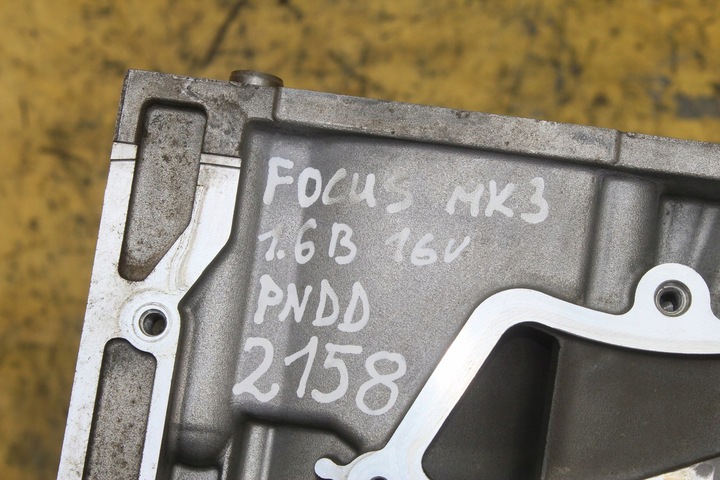 FOCUS MK3
1.6B 16V
PNDD
2158